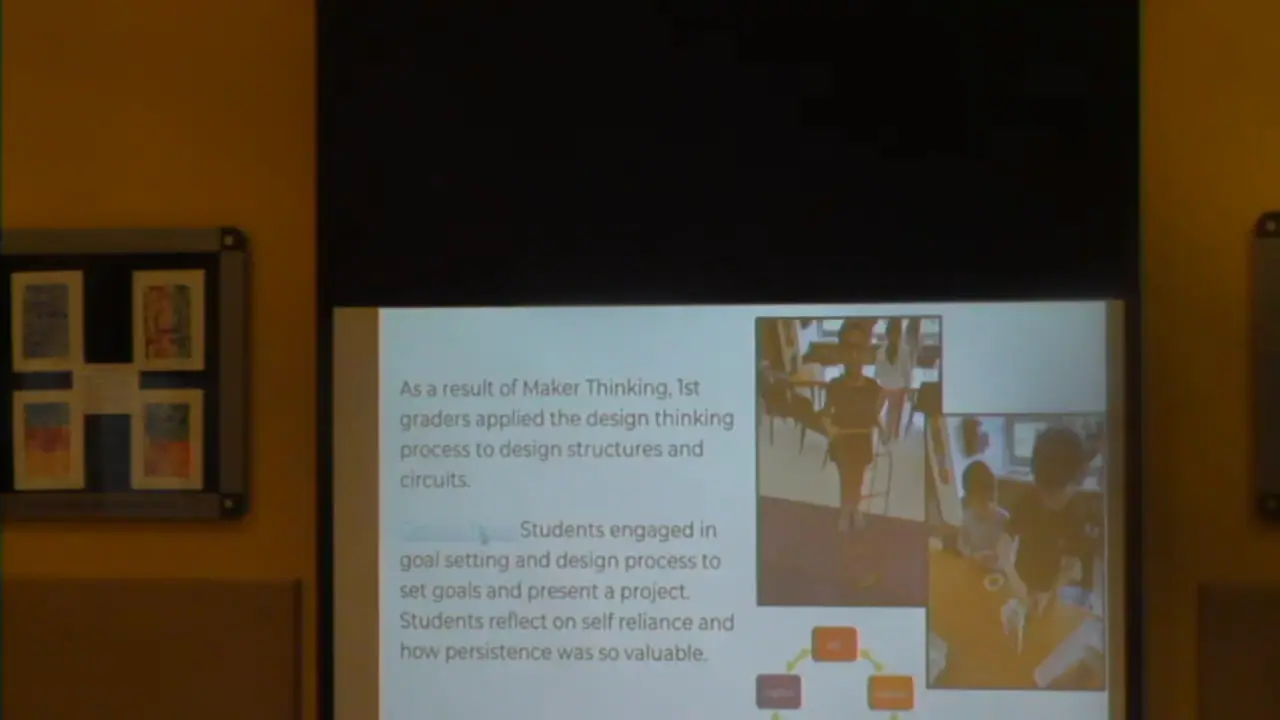 As a result of Maker Thinking, 1st
graders applied the design thinking
process to design structures and
circuits.
Students engaged in
goal setting and design process to
set goals and present a project.
Students reflect on self reliance and
how persistence was so valuable.